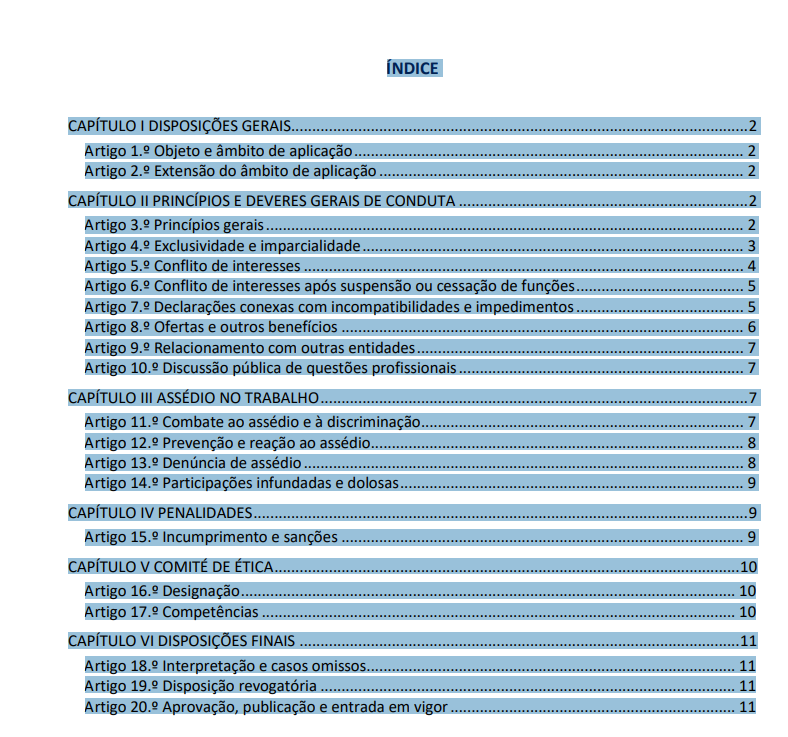 ÍNDICE
CAPÍTULO I DISPOSIÇÕES GERAIS.......................................................2
Artigo 1.º Objeto e âmbito de aplicação....................................................... 2
Artigo 2.º Extensão do âmbito de aplicação ....................................................... 2
CAPÍTULO II PRINCÍPIOS E DEVERES GERAIS DE CONDUTA .......................................................2
Artigo 3.º Princípios gerais....................................................... 2
Artigo 4.º Exclusividade e imparcialidade....................................................... 3
Artigo 5.º Conflito de interesses ....................................................... 4
Artigo 6.º Conflito de interesses após suspensão ou cessação de funções....................................................... 5
Artigo 7.º Declarações conexas com incompatibilidades e impedimentos....................................................... 5
Artigo 8.º Ofertas e outros benefícios ....................................................... 6
Artigo 9.º Relacionamento com outras entidades....................................................... 7
Artigo 10.º Discussão pública de questões profissionais....................................................... 7
CAPÍTULO III ASSÉDIO NO TRABALHO.......................................................7
Artigo 11.º Combate ao assédio e à discriminação....................................................... 7
Artigo 12.º Prevenção e reação ao assédio....................................................... 8
Artigo 13.º Denúncia de assédio ....................................................... 8
Artigo 14.º Participações infundadas e dolosas....................................................... 9
CAPÍTULO IV PENALIDADES.......................................................9
Artigo 15.º Incumprimento e sanções ....................................................... 9
CAPÍTULO V COMITÉ DE ÉTICA.......................................................10
Artigo 16.º Designação....................................................... 10
Artigo 17.º Competências ....................................................... 10
CAPÍTULO VI DISPOSIÇÕES FINAIS .......................................................11
Artigo 18.º Interpretação e casos omissos....................................................... 11
Artigo 19.º Disposição revogatória ....................................................... 11
Artigo 20.º Aprovação, publicação e entrada em vigor ....................................................... 11